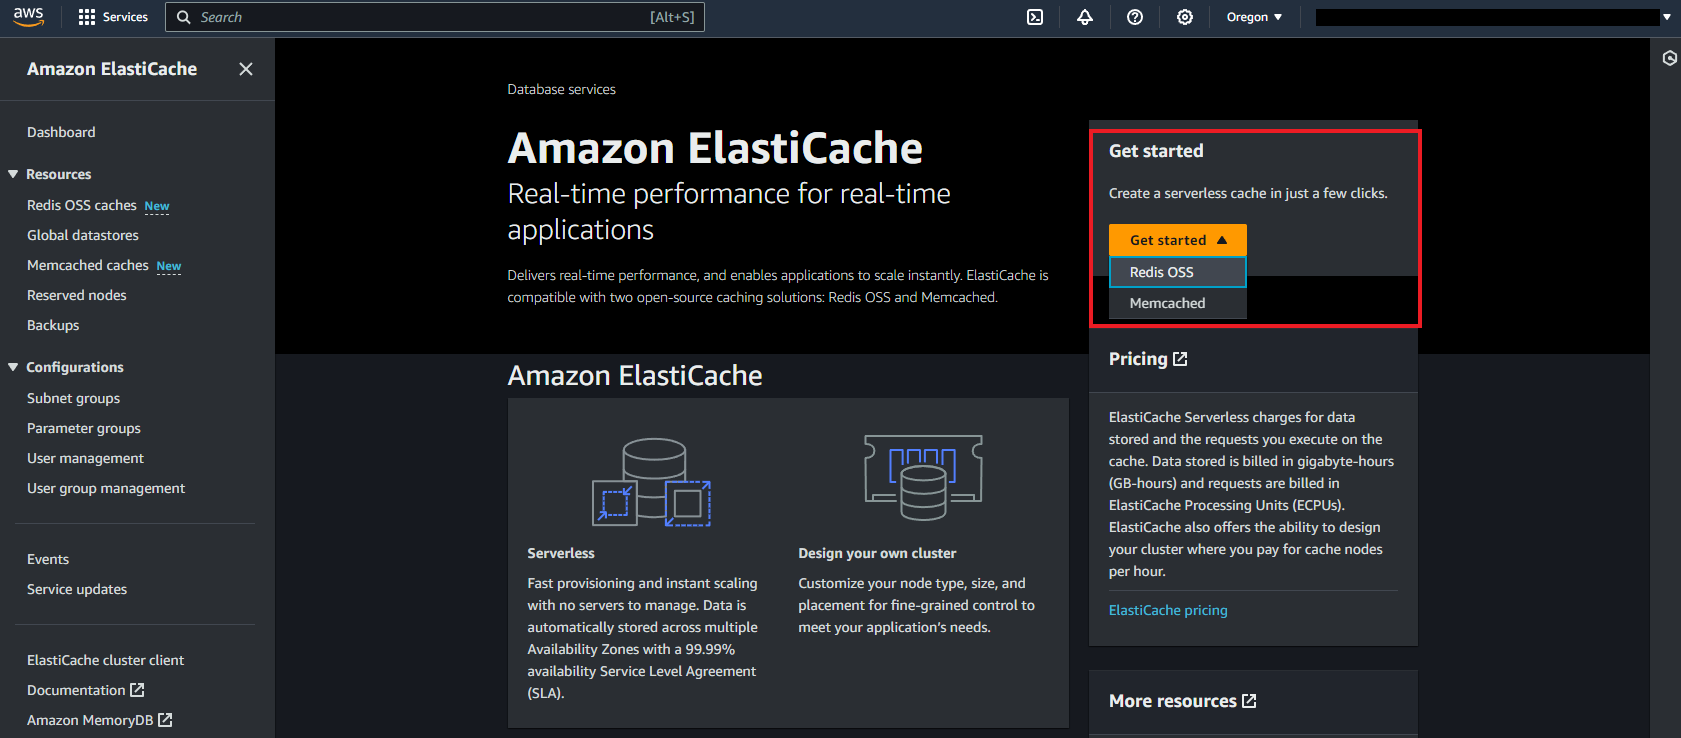 aws
Services
Search
[Alt+S]
Oregon
Amazon ElastiCache
Dashboard
Resources
Redis OSS caches New
Global datastores
Memcached caches New
Reserved nodes
Backups
Configurations
Subnet groups
Parameter groups
User management
User group management
Events
Service updates
ElastiCache cluster client
Documentation
Amazon MemoryDB
Database services
Amazon ElastiCache
Real-time performance for real-time
applications
Delivers real-time performance, and enables applications to scale instantly. ElastiCache is
compatible with two open-source caching solutions: Redis OSS and Memcached.
Get started
Create a serverless cache in just a few clicks.
Get started
Redis OSS
Memcached
Amazon ElastiCache
Serverless
Fast provisioning and instant scaling
with no servers to manage. Data is
automatically stored across multiple
Availability Zones with a 99.99%
availability Service Level Agreement
(SLA).
Design your own cluster
Customize your node type, size, and
placement for fine-grained control to
meet your application's needs.
Pricing
ElastiCache Serverless charges for data
stored and the requests you execute on the
cache. Data stored is billed in gigabyte-hours
(GB-hours) and requests are billed in
ElastiCache Processing Units (ECPUs).
ElastiCache also offers the ability to design
your cluster where you pay for cache nodes
per hour.
ElastiCache pricing
More resources